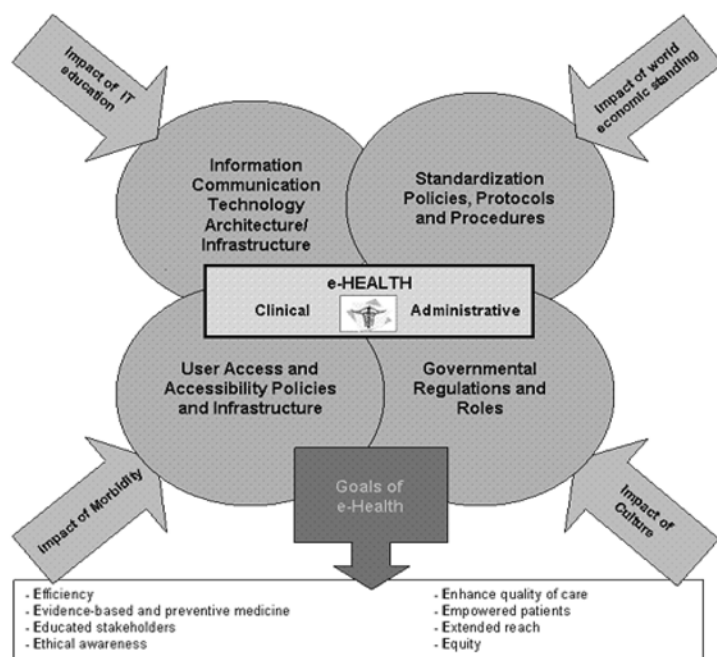 Impact of IT
education
Impact of world
economic standing
Information
Communication
Technology
Architecture/
Infrastructure
Standardization
Policies, Protocols
and Procedures
e-HEALTH
Clinical
Administrative
User Access and
Accessibility Policies
and Infrastructure
Governmental
Regulations and
Roles
Impact of Morbidity
Goals of
e-Health
Impact of
Culture
- Efficiency
- Evidence-based and preventive medicine
- Educated stakeholders
- Ethical awareness
- Enhance quality of care
- Empowered patients
- Extended reach
- Equity